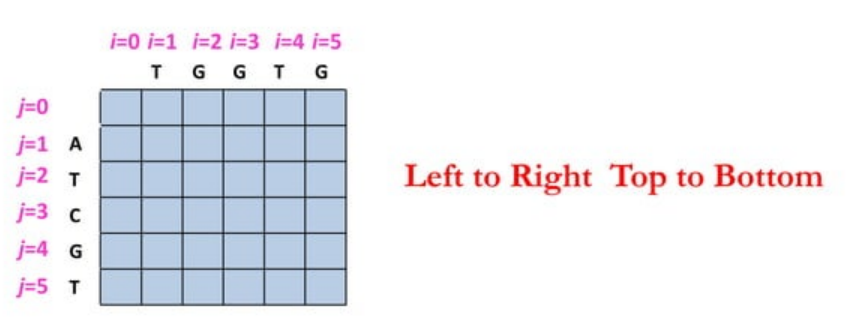 i=0 i=1 i=2 i=3 i=4 i=5
T G G T G
j=0
j=1 A
j=2 T
j=3 C
j=4 G
j=5 T
Left to Right Top to Bottom